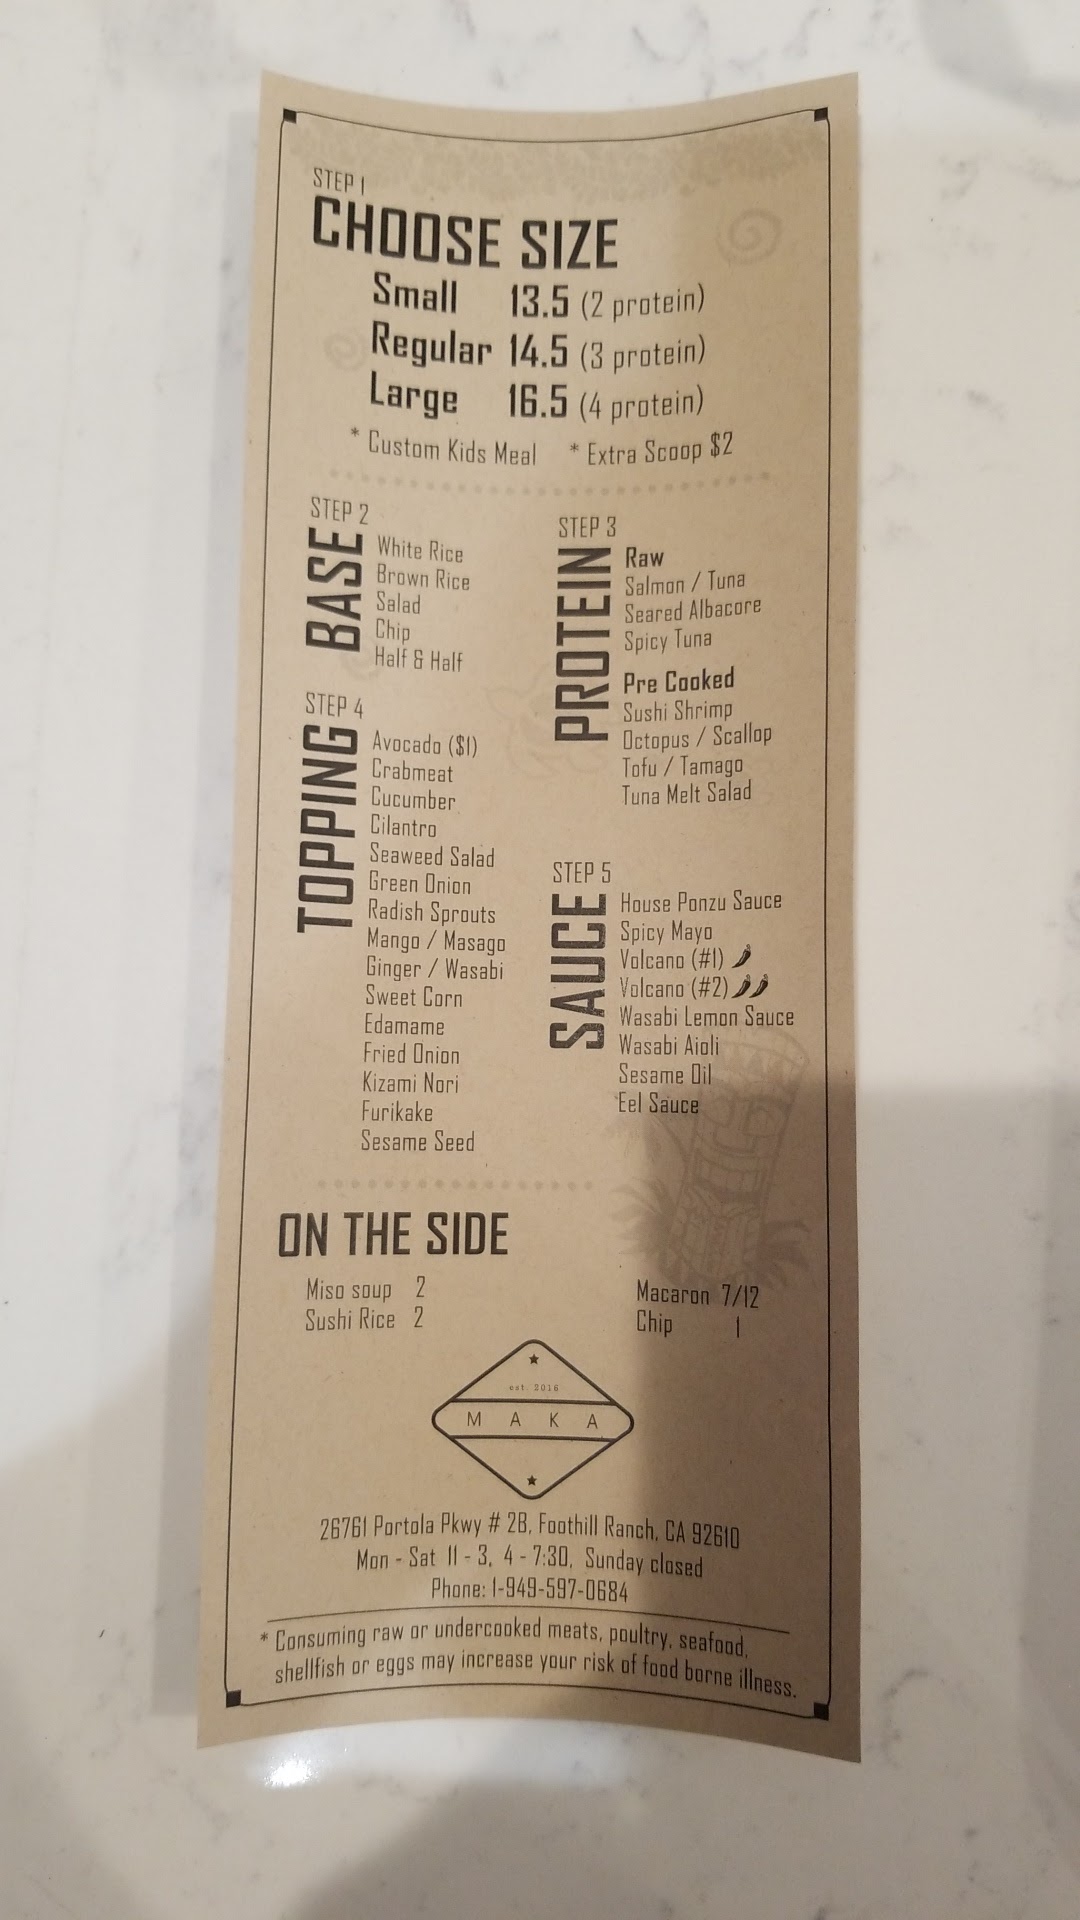 STEP 1
CHOOSE SIZE
Small 13.5 (2 protein)
Regular 14.5 (3 protein)
Large 16.5 (4 protein)
* Custom Kids Meal * Extra Scoop $2
STEP 2
BASE
White Rice
Brown Rice
Salad
Chip
Half & Half
STEP 3
PROTEIN
Raw
Salmon / Tuna
Seared Albacore
Spicy Tuna
Pre Cooked
Sushi Shrimp
Octopus / Scallop
Tofu / Tamago
Tuna Melt Salad
STEP 4
TOPPING
Avocado ($1)
Crabmeat
Cucumber
Cilantro
Seaweed Salad
Green Onion
Radish Sprouts
Mango / Masago
Ginger / Wasabi
Sweet Corn
Edamame
Fried Onion
Kizami Nori
Furikake
Sesame Seed
STEP 5
SAUCE
House Ponzu Sauce
Spicy Mayo
Volcano (#1)
Volcano (#2)
Wasabi Lemon Sauce
Wasabi Aioli
Sesame Oil
Eel Sauce
ON THE SIDE
Miso soup 2
Sushi Rice 2
Macaron 7/12
Chip 1
est. 2016
MAKA
26761 Portola Pkwy # 2B, Foothill Ranch, CA 92610
Mon - Sat 11 - 3, 4 - 7:30, Sunday closed
Phone: 1-949-597-0684
* Consuming raw or undercooked meats, poultry, seafood,
shellfish or eggs may increase your risk of food borne illness.